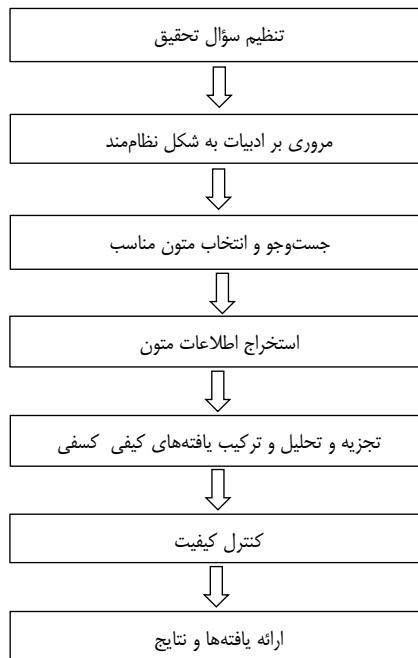 تنظیم سؤال تحقیق
مروری بر ادبیات به شکل نظام‌مند
جست‌وجو و انتخاب متون مناسب
استخراج اطلاعات متون
تجزیه و تحلیل و ترکیب یافته‌های کیفی کسفی
کنترل کیفیت
ارائه یافته‌ها و نتایج